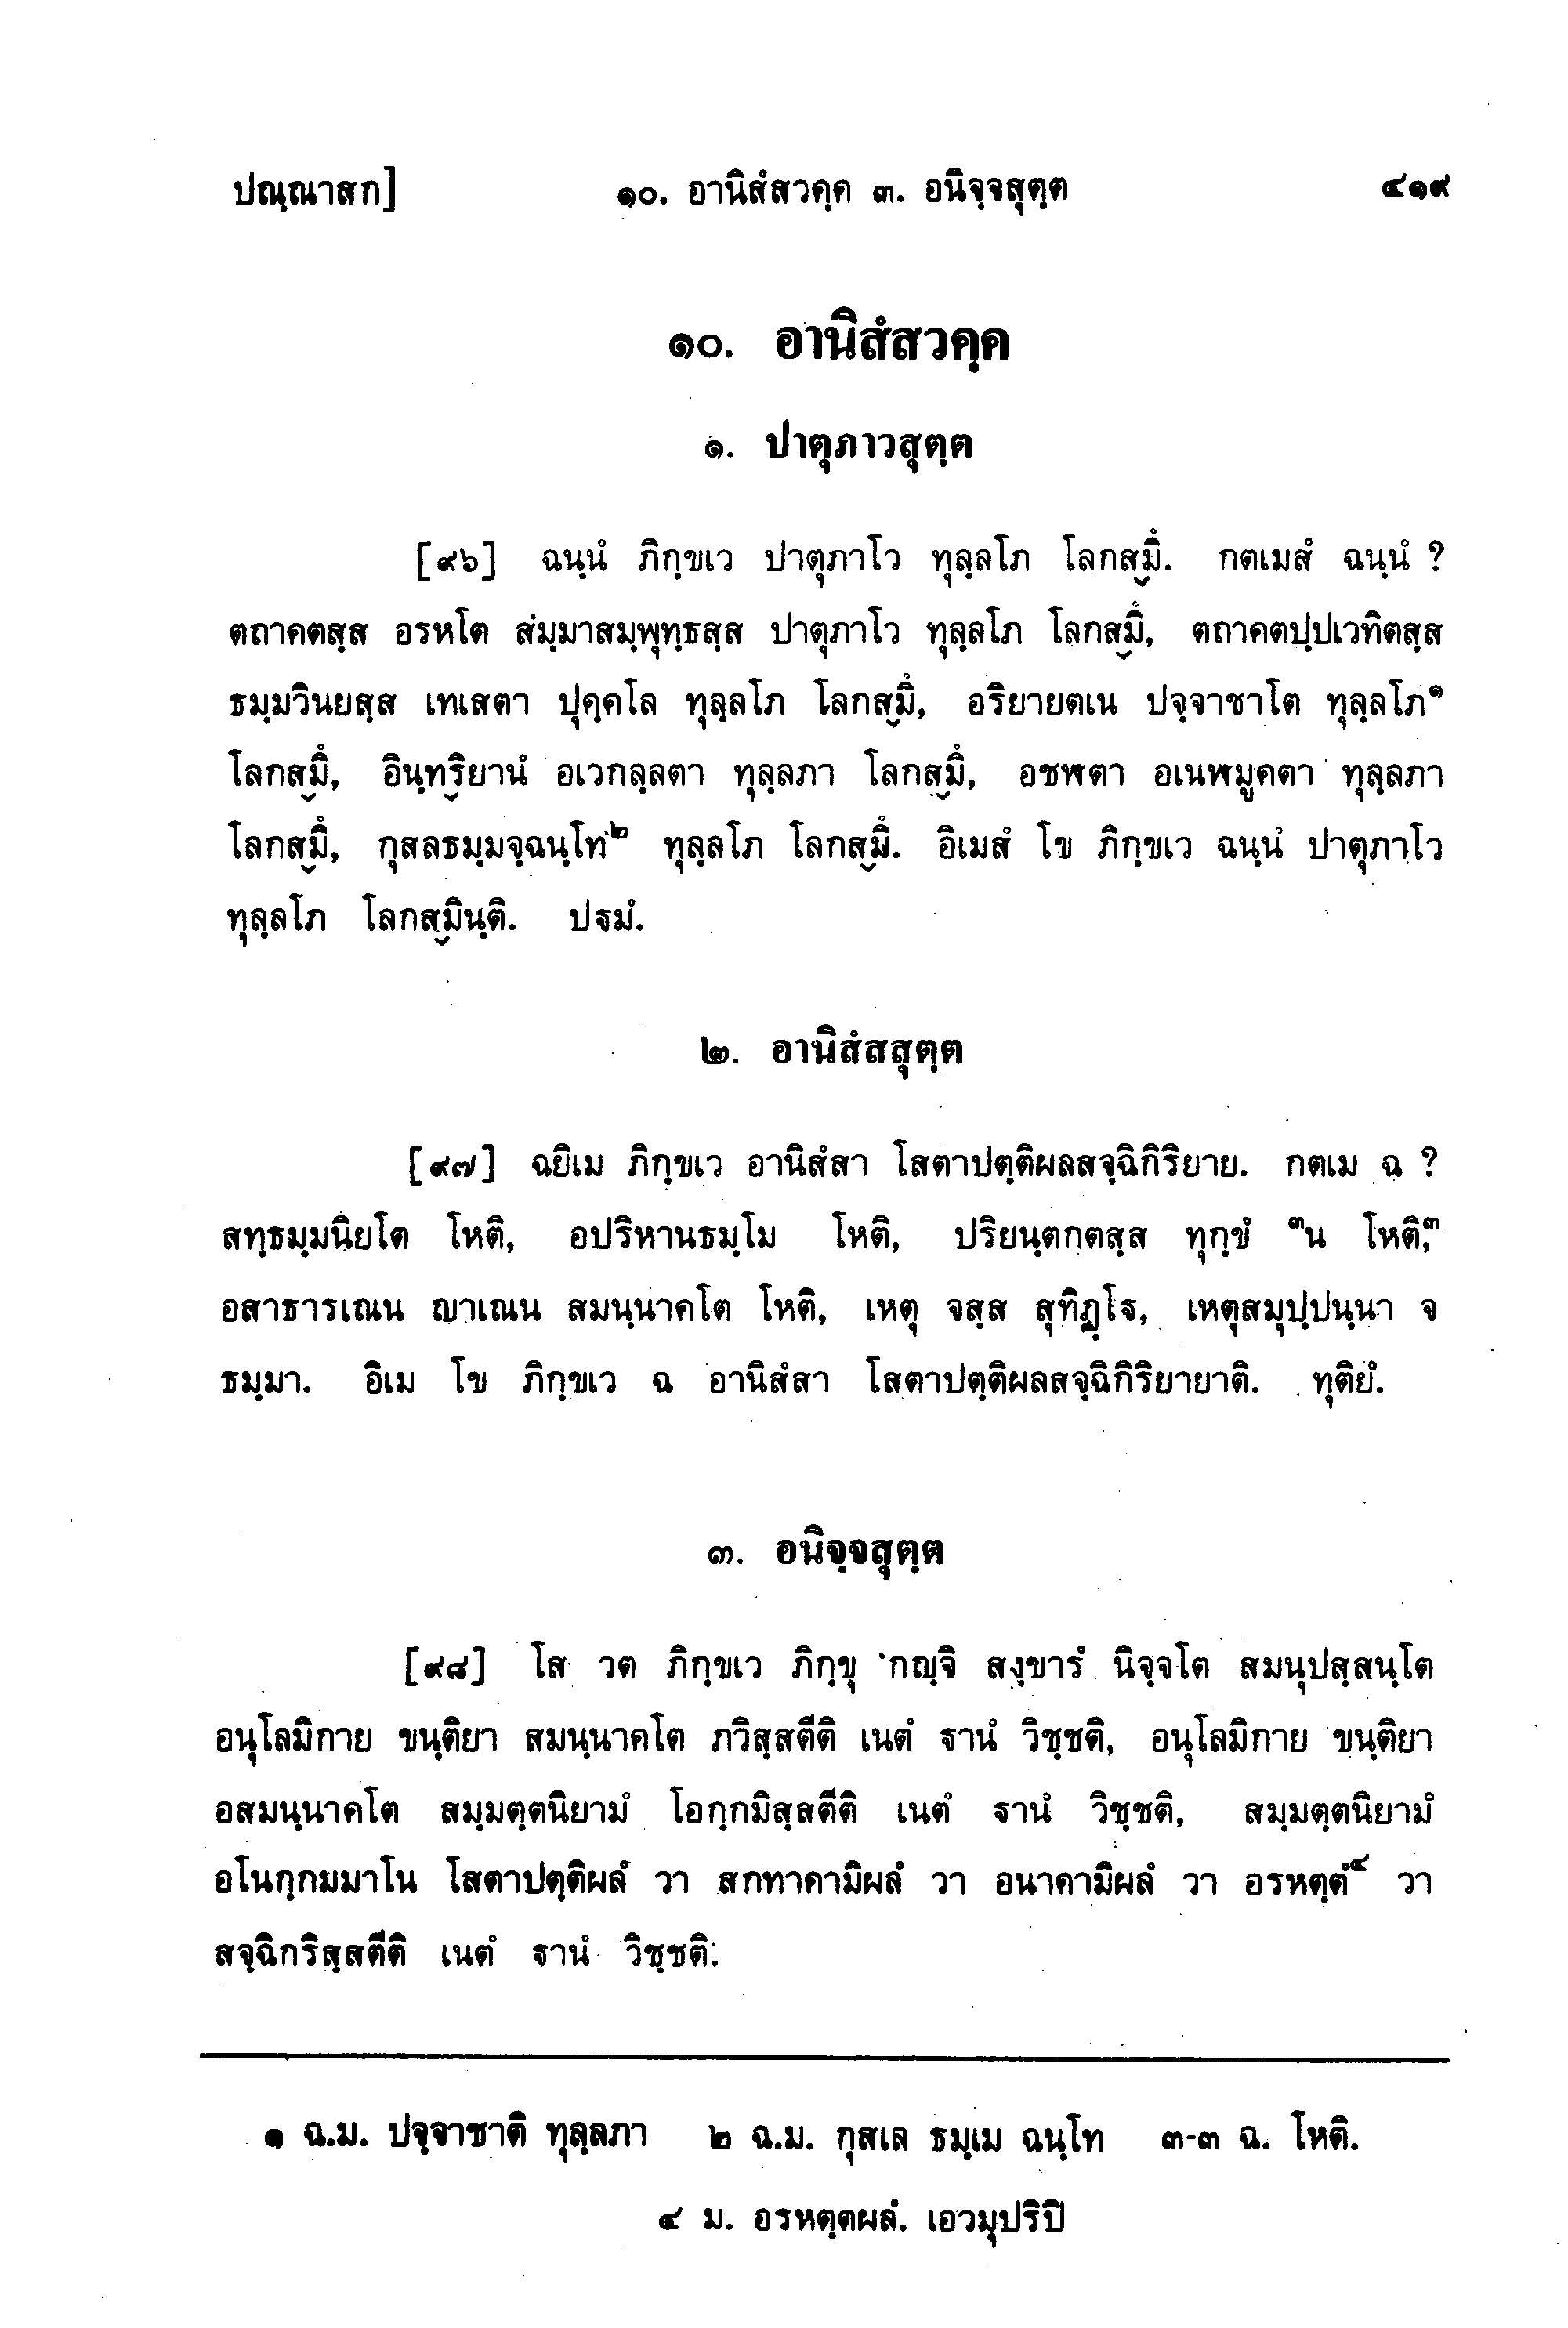 ปณฺณาสก] ๑๐. อานิสํสวคฺค ๓. อนิจฺจสุตฺต ๔๑๙
๑๐. อานิสํสวคฺค
๑. ปาตุภาวสุตฺต
[๙๖] ฉนฺนํ ภิกฺขเว ปาตุภาโว ทุลฺลโภ โลกสฺมึ. กตเมสํ ฉนฺนํ ?
ตถาคตสฺส อรหโต สมฺมาสมฺพุทฺธสฺส ปาตุภาโว ทุลฺลโภ โลกสฺมึ, ตถาคตปฺปเวทิตสฺส
ธมฺมวินยสฺส เทเสตา ปุคฺคโล ทุลฺลโภ โลกสฺมึ, อริยายตเน ปจฺจาชาโต ทุลฺลโภ๑
โลกสฺมึ, อินฺทฺริยานํ อเวกลฺลตา ทุลฺลภา โลกสฺมึ, อชฬตา อเนฬมูคตา ทุลฺลภา
โลกสฺมึ, กุสลธมฺมจฺฉนฺโท๒ ทุลฺลโภ โลกสฺมึ. อิเมสํ โข ภิกฺขเว ฉนฺนํ ปาตุภาโว
ทุลฺลโภ โลกสฺมินฺติ. ปฐมํ.
๒. อานิสํสสุตฺต
[๙๗] ฉยิเม ภิกฺขเว อานิสํสา โสตาปตฺติผลสจฺฉิกิริยาย. กตเม ฉ ?
สทฺธมฺมนิยโต โหติ, อปริหานธมฺโม โหติ, ปริยนฺตกตสฺส ทุกฺขํ ๓น โหติ,๓
อสาธารเณน ญาเณน สมนฺนาคโต โหติ, เหตุ จสฺส สุทิฏฺโฐ, เหตุสมุปฺปนฺนา จ
ธมฺมา. อิเม โข ภิกฺขเว ฉ อานิสํสา โสตาปตฺติผลสจฺฉิกิริยายาติ. ทุติยํ.
๓. อนิจฺจสุตฺต
[๙๘] โส วต ภิกฺขเว ภิกฺขุ กญฺจิ สงฺขารํ นิจฺจโต สมนุปสฺสนฺโต
อนุโลมิกาย ขนฺติยา สมนฺนาคโต ภวิสฺสตีติ เนตํ ฐานํ วิชฺชติ, อนุโลมิกาย ขนฺติยา
อสมนฺนาคโต สมฺมตฺตนิยามํ โอกฺกมิสฺสตีติ เนตํ ฐานํ วิชฺชติ, สมฺมตฺตนิยามํ
อโนกฺกมมาโน โสตาปตฺติผลํ วา สกทาคามิผลํ วา อนาคามิผลํ วา อรหตฺตํ๔ วา
สจฺฉิกริสฺสตีติ เนตํ ฐานํ วิชฺชติ.
๑ ฉ.ม. ปจฺจาชาติ ทุลฺลภา ๒ ฉ.ม. กุสเล ธมฺเม ฉนฺโท ๓-๓ ฉ. โหติ.
๔ ม. อรหตฺตผลํ. เอวมุปริปิ